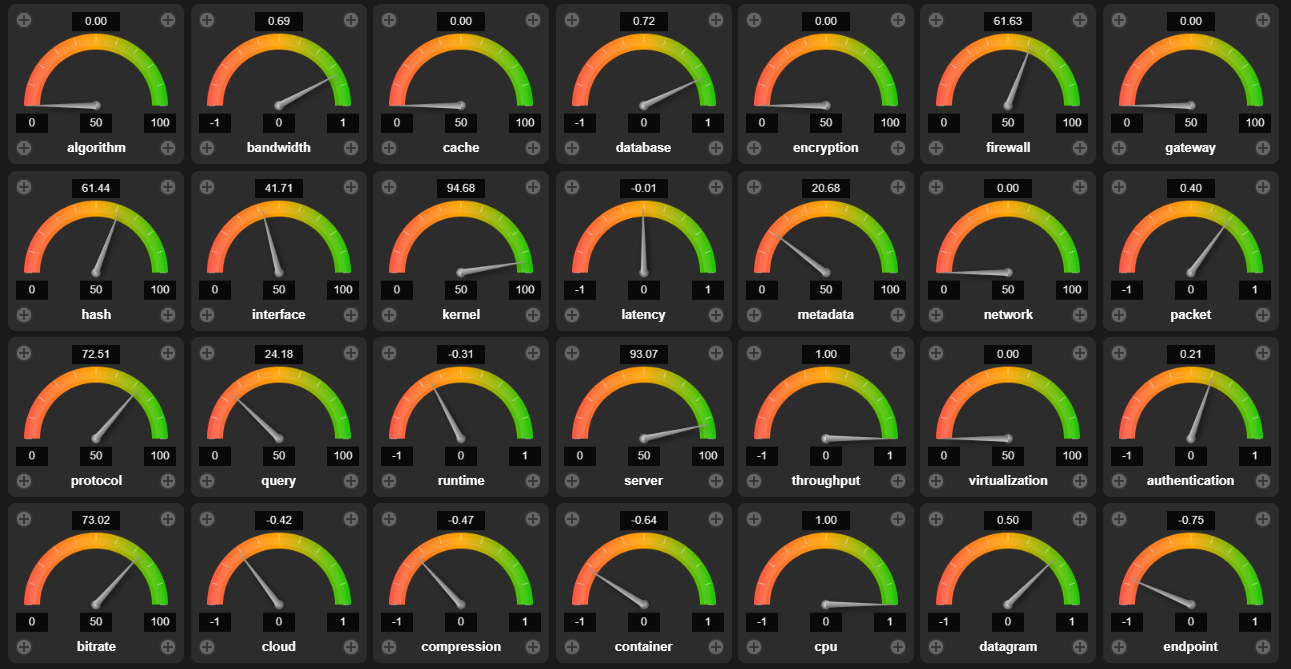 0.00 0.69 0.00 0.72 0.00 61.63 0.00
0 50 100 -1 0 1 0 50 100 -1 0 1 0 50 100 0 50 100 0 50 100
algorithm bandwidth cache database encryption firewall gateway
61.44 41.71 94.68 -0.01 20.68 0.00 0.40
0 50 100 0 50 100 0 50 100 -1 0 1 0 50 100 0 50 100 -1 0 1
hash interface kernel latency metadata network packet
72.51 24.18 -0.31 93.07 1.00 0.00 0.21
0 50 100 0 50 100 -1 0 1 0 50 100 -1 0 1 0 50 100 -1 0 1
protocol query runtime server throughput virtualization authentication
73.02 -0.42 -0.47 -0.64 1.00 0.50 -0.75
0 50 100 -1 0 1 -1 0 1 -1 0 1 -1 0 1 -1 0 1 -1 0 1
bitrate cloud compression container cpu datagram endpoint